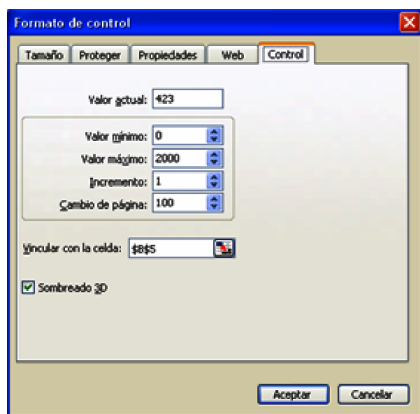 Formato de control
Tamaño Proteger Propiedades Web Control
Valor actual: 423
Valor mínimo: 0
Valor máximo: 2000
Incremento: 1
Cambio de página: 100
Vincular con la celda: $B$5
Sombreado 3D
Aceptar Cancelar